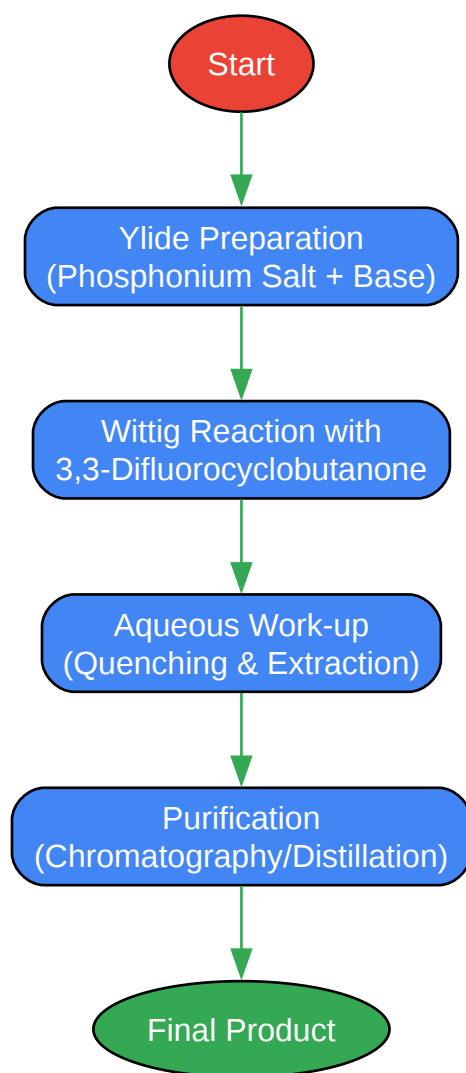 Start
Ylide Preparation
(Phosphonium Salt + Base)
Wittig Reaction with
3,3-Difluorocyclobutanone
Aqueous Work-up
(Quenching & Extraction)
Purification
(Chromatography/Distillation)
Final Product